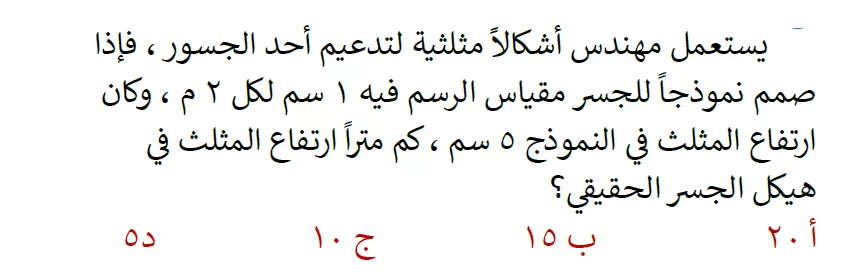 يستعمل مهندس أشكالاً مثلثية لتدعيم أحد الجسور ، فإذا
صمم نموذجاً للجسر مقياس الرسم فيه ١ سم لكل ٢ م ، وكان
ارتفاع المثلث في النموذج ٥ سم ، كم متراً ارتفاع المثلث في
هيكل الجسر الحقيقي؟
أ ٢٠ ب ١٥ ج ١٠ د٥